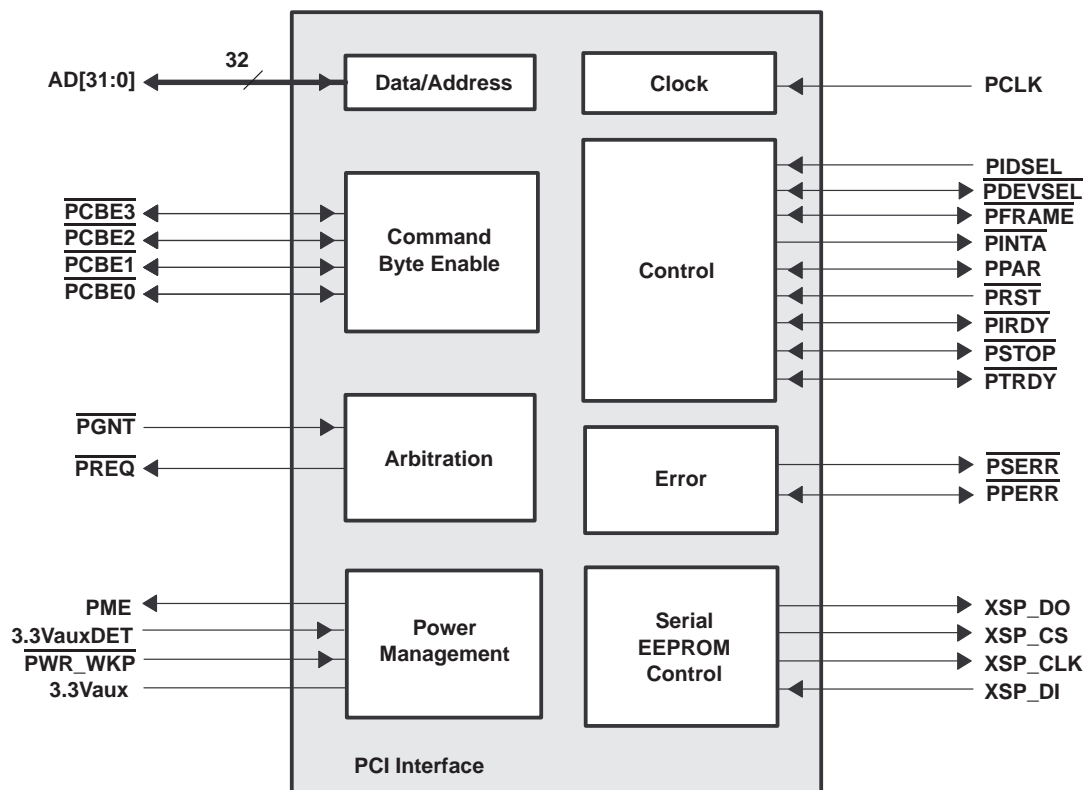 32
AD[31:0]
Data/Address
Clock
PCLK
PCBE3
PCBE2
PCBE1
PCBE0
Command
Byte Enable
Control
PIDSEL
PDEVSEL
PFRAME
PINTA
PPAR
PRST
PIRDY
PSTOP
PTRDY
PGNT
PREQ
Arbitration
Error
PSERR
PPERR
PME
3.3VauxDET
PWR_WKP
3.3Vaux
Power
Management
Serial
EEPROM
Control
XSP_DO
XSP_CS
XSP_CLK
XSP_DI
PCI Interface